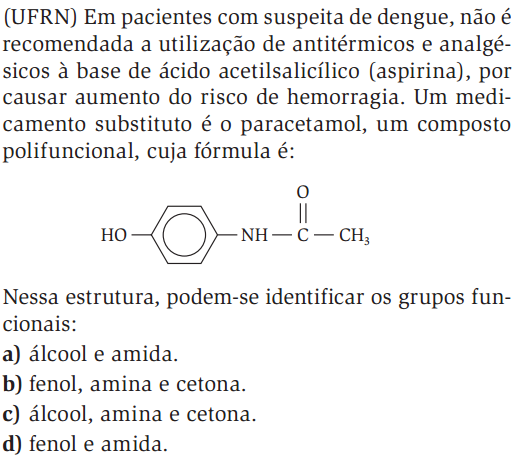 (UFRN) Em pacientes com suspeita de dengue, não é
recomendada a utilização de antitérmicos e analgé-
sicos à base de ácido acetilsalicílico (aspirina), por
causar aumento do risco de hemorragia. Um medi-
camento substituto é o paracetamol, um composto
polifuncional, cuja fórmula é:
O
HO NH C CH₃
Nessa estrutura, podem-se identificar os grupos fun-
cionais:
a) álcool e amida.
b) fenol, amina e cetona.
c) álcool, amina e cetona.
d) fenol e amida.